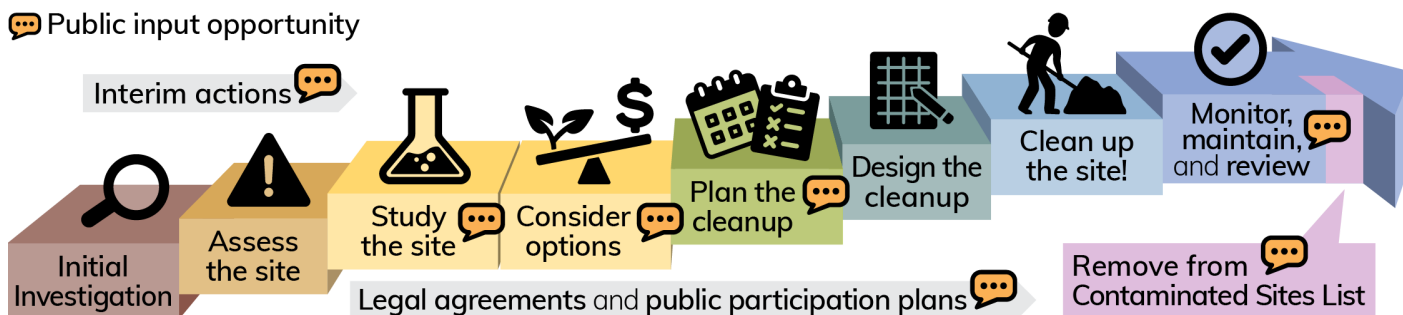 Public input opportunity
Interim actions
Initial
Investigation
Assess
the site
Study
the site
Consider
options
Plan the
cleanup
Design the
cleanup
Clean up
the site!
Monitor,
maintain,
and review
Legal agreements and public participation plans
Remove from
Contaminated Sites List